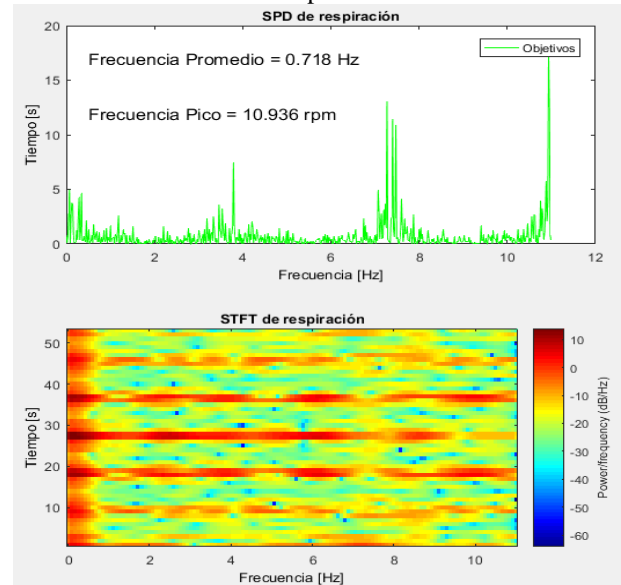 SPD de respiración
20
15
10
5
0
Tiempo [s]
Frecuencia Promedio = 0.718 Hz
Frecuencia Pico = 10.936 rpm
Objetivos
0 2 4 6 8 10 12
Frecuencia [Hz]
STFT de respiración
50
40
30
20
10
Tiempo [s]
0 2 4 6 8 10
Frecuencia [Hz]
10
0
-10
-20
-30
-40
-50
-60
Power/frequency (dB/Hz)